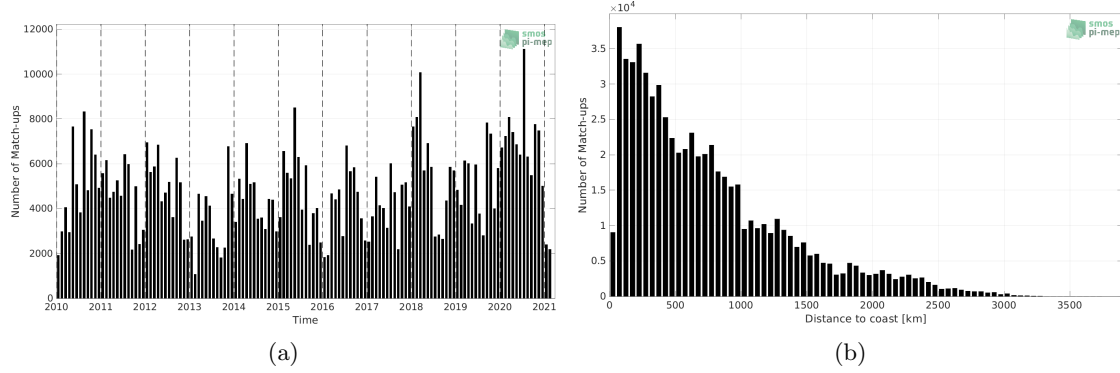 smos
pi-mep
12000
10000
8000
6000
4000
2000
0
Number of Match-ups
2010 2011 2012 2013 2014 2015 2016 2017 2018 2019 2020 2021
Time
(a)
×10⁴
smos
pi-mep
3.5
3
2.5
2
1.5
1
0.5
0
Number of Match-ups
0 500 1000 1500 2000 2500 3000 3500
Distance to coast [km]
(b)